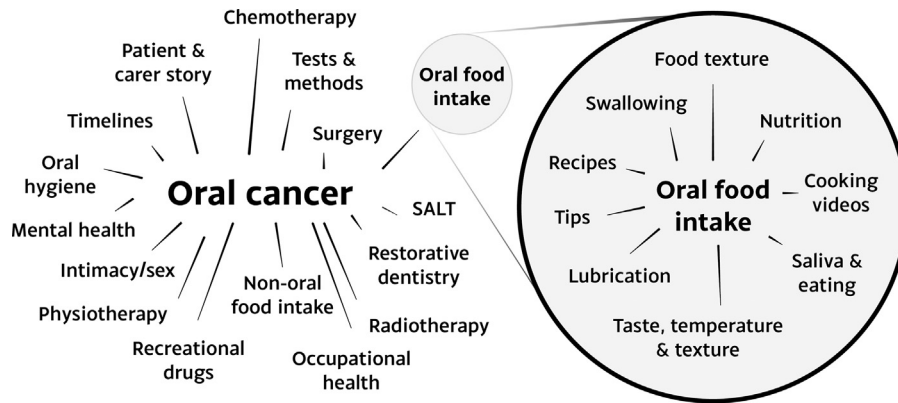 Chemotherapy
Patient &
carer story
Tests &
methods
Oral food
intake
Timelines
Surgery
Oral
hygiene
Oral cancer
Mental health
SALT
Intimacy/sex
Non-oral
food intake
Restorative
dentistry
Physiotherapy
Radiotherapy
Recreational
drugs
Occupational
health
Food texture
Swallowing
Nutrition
Recipes
Oral food
intake
Cooking
videos
Tips
Lubrication
Saliva &
eating
Taste, temperature
& texture